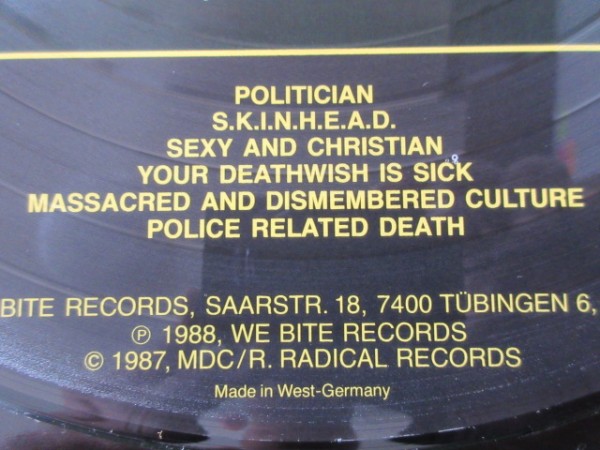 POLITICIAN
S.K.I.N.H.E.A.D.
SEXY AND CHRISTIAN
YOUR DEATHWISH IS SICK
MASSACRED AND DISMEMBERED CULTURE
POLICE RELATED DEATH
BITE RECORDS, SAARSTR. 18, 7400 TÜBINGEN 6,
℗ 1988, WE BITE RECORDS
© 1987, MDC/R. RADICAL RECORDS
Made in West-Germany